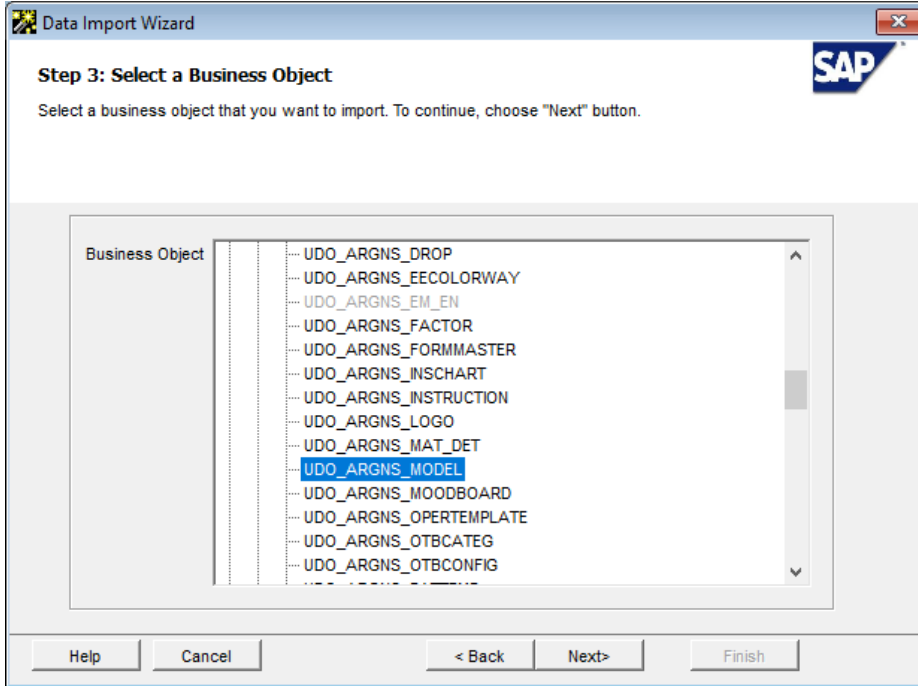 Data Import Wizard
Step 3: Select a Business Object
SAP
Select a business object that you want to import. To continue, choose "Next" button.
Business Object
UDO_ARGNS_DROP
UDO_ARGNS_EECOLORWAY
UDO_ARGNS_EM_EN
UDO_ARGNS_FACTOR
UDO_ARGNS_FORMMASTER
UDO_ARGNS_INSCHART
UDO_ARGNS_INSTRUCTION
UDO_ARGNS_LOGO
UDO_ARGNS_MAT_DET
UDO_ARGNS_MODEL
UDO_ARGNS_MOODBOARD
UDO_ARGNS_OPERTEMPLATE
UDO_ARGNS_OTBCATEG
UDO_ARGNS_OTBCONFIG
Help Cancel < Back Next> Finish